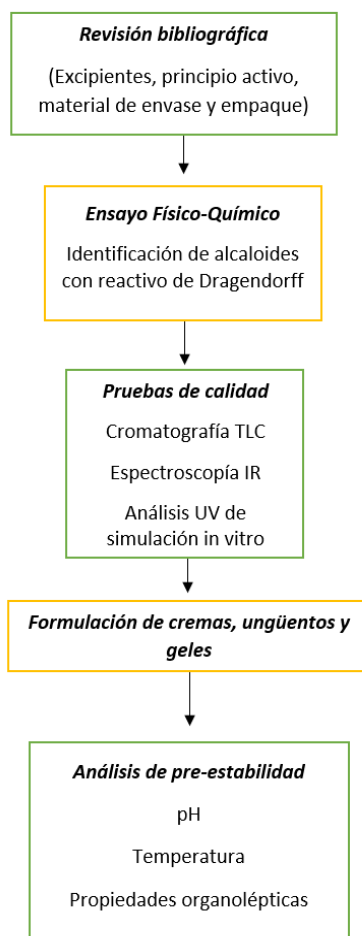 Revisión bibliográfica
(Excipientes, principio activo,
material de envase y empaque)
Ensayo Físico-Químico
Identificación de alcaloides
con reactivo de Dragendorff
Pruebas de calidad
Cromatografía TLC
Espectroscopía IR
Análisis UV de
simulación in vitro
Formulación de cremas, ungüentos y
geles
Análisis de pre-estabilidad
pH
Temperatura
Propiedades organolépticas